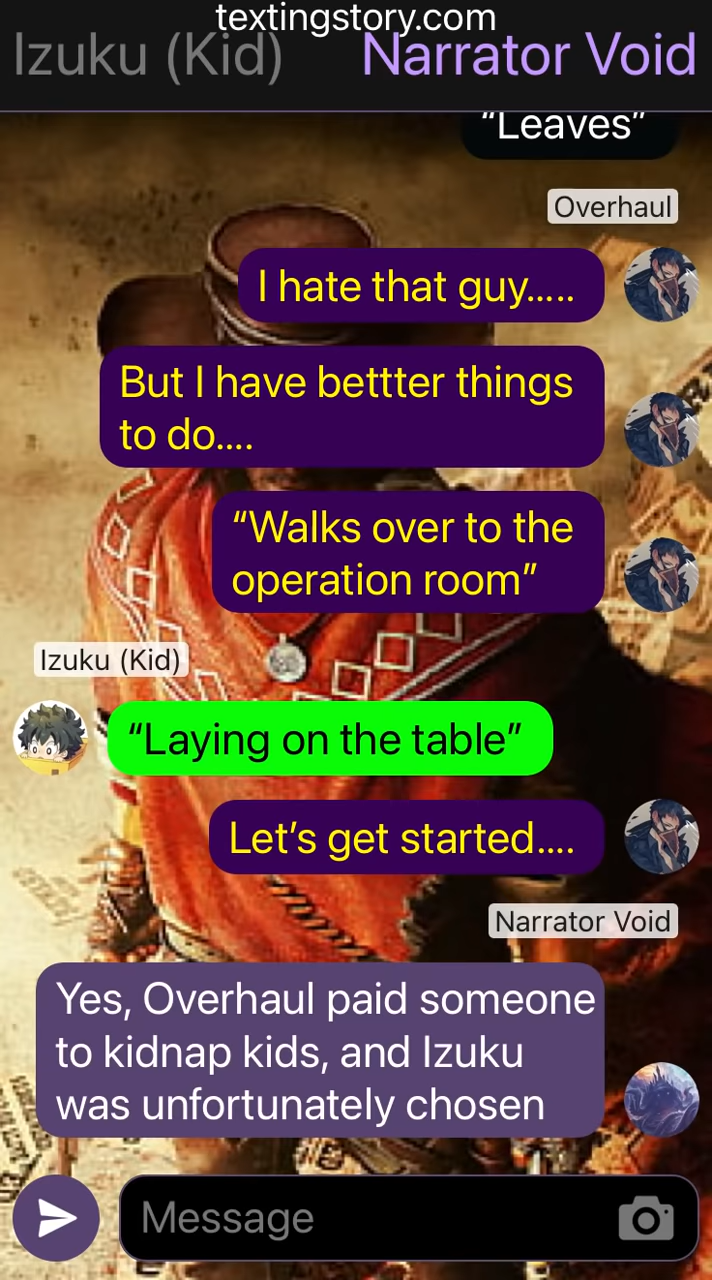 textingstory.com
Izuku (Kid) Narrator Void
“Leaves”
Overhaul
I hate that guy.....
But I have bettter things
to do....
“Walks over to the
operation room”
Izuku (Kid)
“Laying on the table”
Let’s get started....
Narrator Void
Yes, Overhaul paid someone
to kidnap kids, and Izuku
was unfortunately chosen
Message